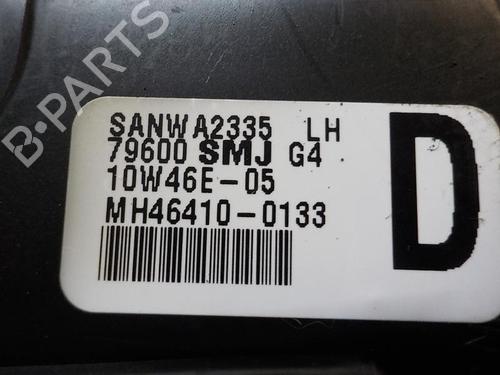 SANWA2335 LH
79600 SMJ G4
10W46E-05
MH46410-0133
D
B-PARTS